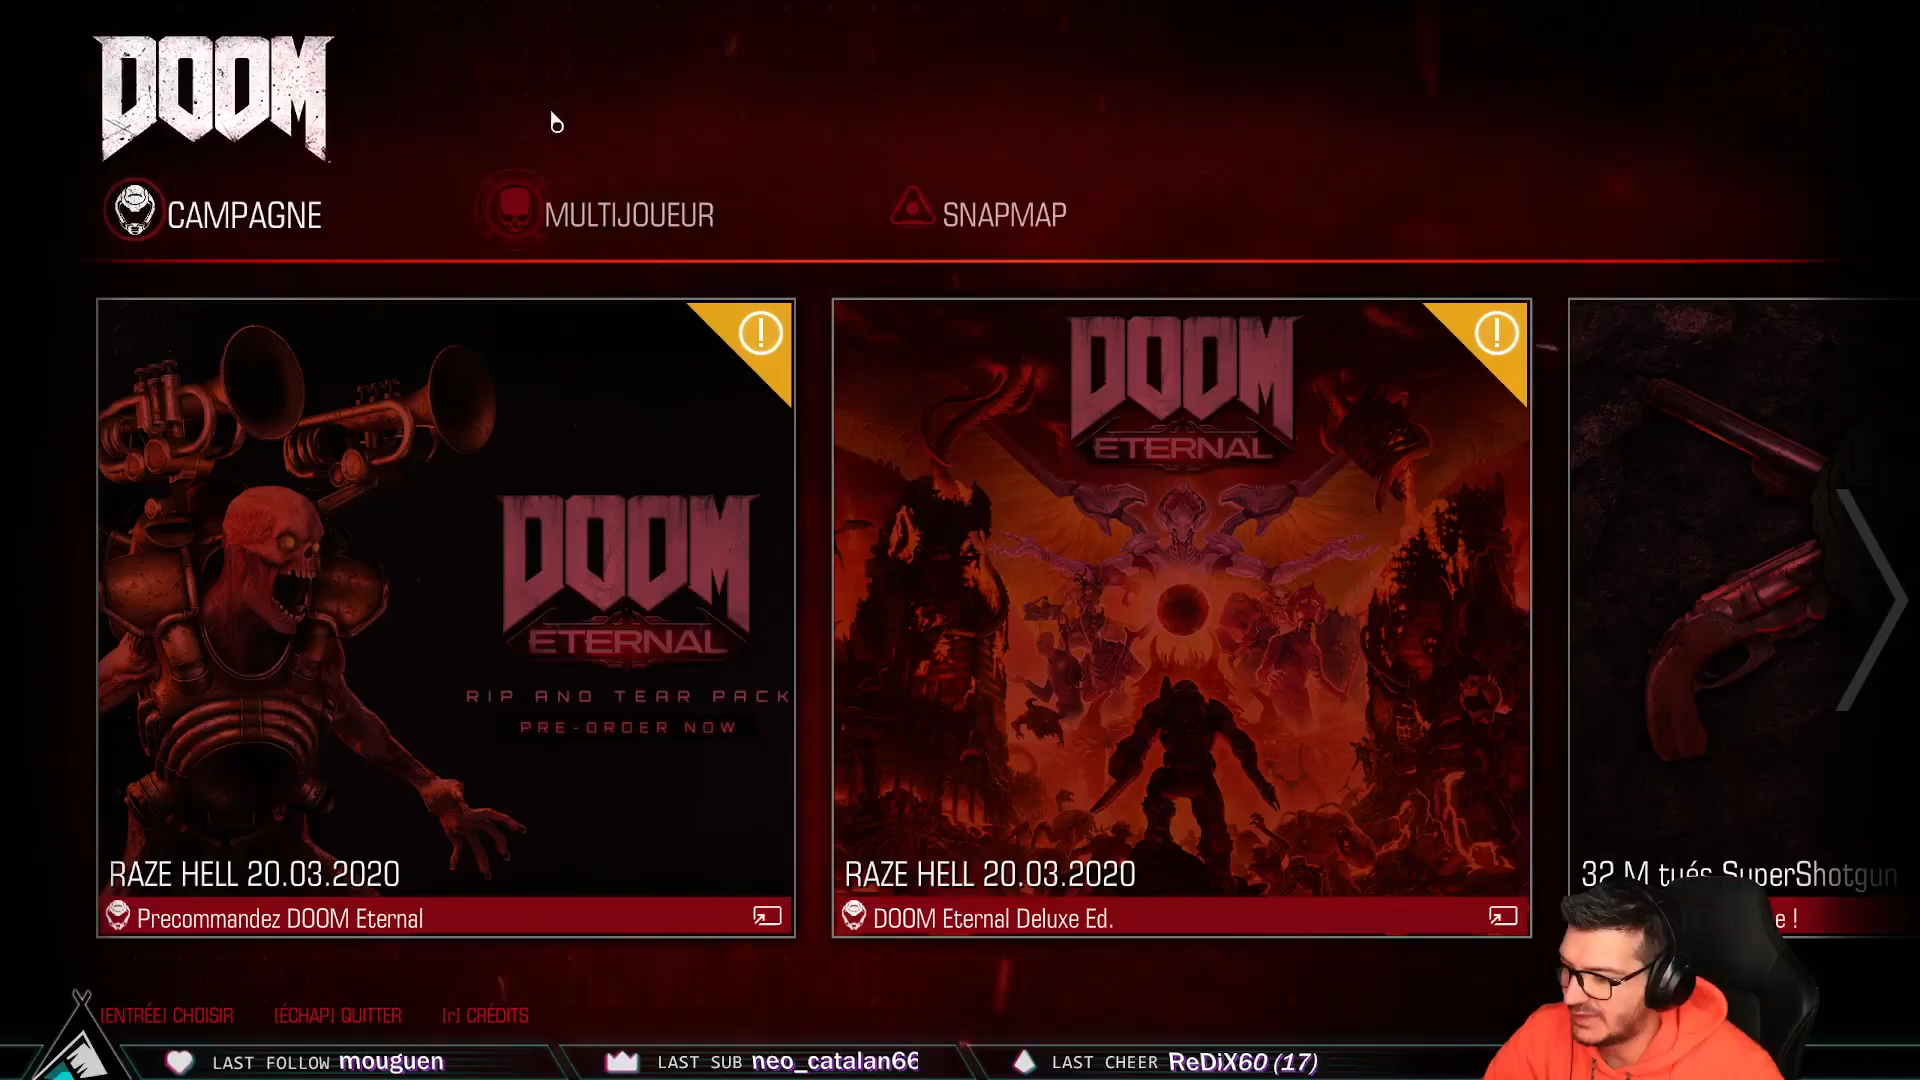 DOOM
CAMPAGNE
MULTIJOUEUR
SNAPMAP
DOOM
ETERNAL
RIP AND TEAR PACK
PRE-ORDER NOW
RAZE HELL 20.03.2020
Precommandez DOOM Eternal
DOOM
ETERNAL
RAZE HELL 20.03.2020
DOOM Eternal Deluxe Ed.
32 M tués SuperShotgun
e !
[ENTRÉE] CHOISIR
[ÉCHAP] QUITTER
[r] CRÉDITS
LAST FOLLOW mouguen
LAST SUB neo_catalan66
LAST CHEER ReDiX60 (17)